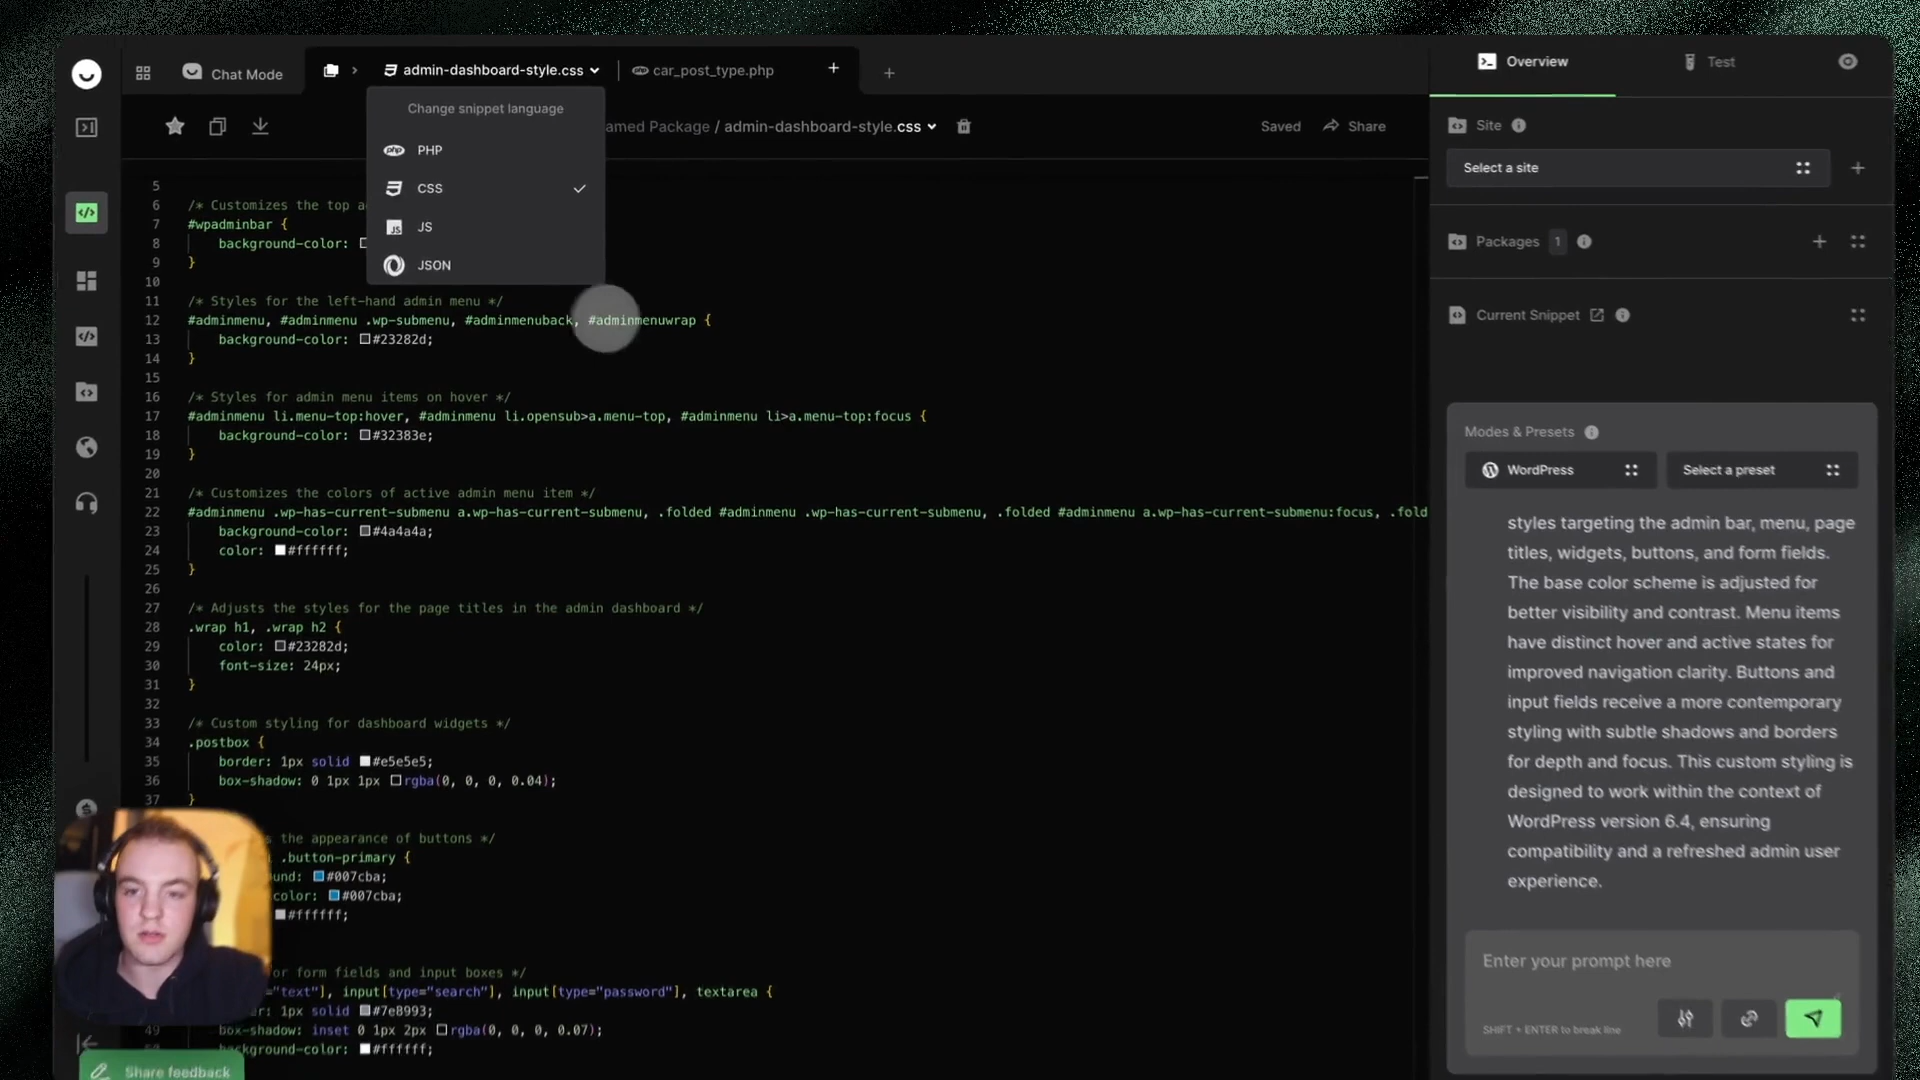 Chat Mode
admin-dashboard-style.css
car_post_type.php
Overview
Test
Change snippet language
PHP
CSS
JS
JSON
amed Package / admin-dashboard-style.css
Saved
Share
Site
Select a site
Packages 1
Current Snippet
5
6 /* Customizes the top a
7 #wpadminbar {
8 background-color:
9 }
10
11 /* Styles for the left-hand admin menu */
12 #adminmenu, #adminmenu .wp-submenu, #adminmenuback, #adminmenuwrap {
13 background-color: #23282d;
14 }
15
16 /* Styles for admin menu items on hover */
17 #adminmenu li.menu-top:hover, #adminmenu li.opensub>a.menu-top, #adminmenu li>a.menu-top:focus {
18 background-color: #32383e;
19 }
20
21 /* Customizes the colors of active admin menu item */
22 #adminmenu .wp-has-current-submenu a.wp-has-current-submenu, .folded #adminmenu .wp-has-current-submenu, .folded #adminmenu a.wp-has-current-submenu:focus, .fold
23 background-color: #4a4a4a;
24 color: #ffffff;
25 }
26
27 /* Adjusts the styles for the page titles in the admin dashboard */
28 .wrap h1, .wrap h2 {
29 color: #23282d;
30 font-size: 24px;
31 }
32
33 /* Custom styling for dashboard widgets */
34 .postbox {
35 border: 1px solid #e5e5e5;
36 box-shadow: 0 1px 1px rgba(0, 0, 0, 0.04);
37 }
s the appearance of buttons */
.button-primary {
und: #007cba;
color: #007cba;
#ffffff;
or form fields and input boxes */
="text"], input[type="search"], input[type="password"], textarea {
er: 1px solid #7e8993;
49 box-shadow: inset 0 1px 2px rgba(0, 0, 0, 0.07);
background-color: #ffffff;
Modes & Presets
WordPress
Select a preset
styles targeting the admin bar, menu, page
titles, widgets, buttons, and form fields.
The base color scheme is adjusted for
better visibility and contrast. Menu items
have distinct hover and active states for
improved navigation clarity. Buttons and
input fields receive a more contemporary
styling with subtle shadows and borders
for depth and focus. This custom styling is
designed to work within the context of
WordPress version 6.4, ensuring
compatibility and a refreshed admin user
experience.
Enter your prompt here
SHIFT + ENTER to break line
Share feedback